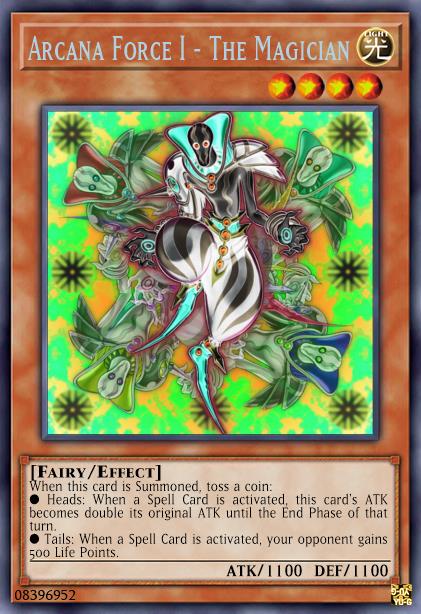 ARCANA FORCE I - THE MAGICIAN
LIGHT
光
[FAIRY/EFFECT]
When this card is Summoned, toss a coin:
● Heads: When a Spell Card is activated, this card's ATK
becomes double its original ATK until the End Phase of that
turn.
● Tails: When a Spell Card is activated, your opponent gains
500 Life Points.
ATK/1100 DEF/1100
08396952